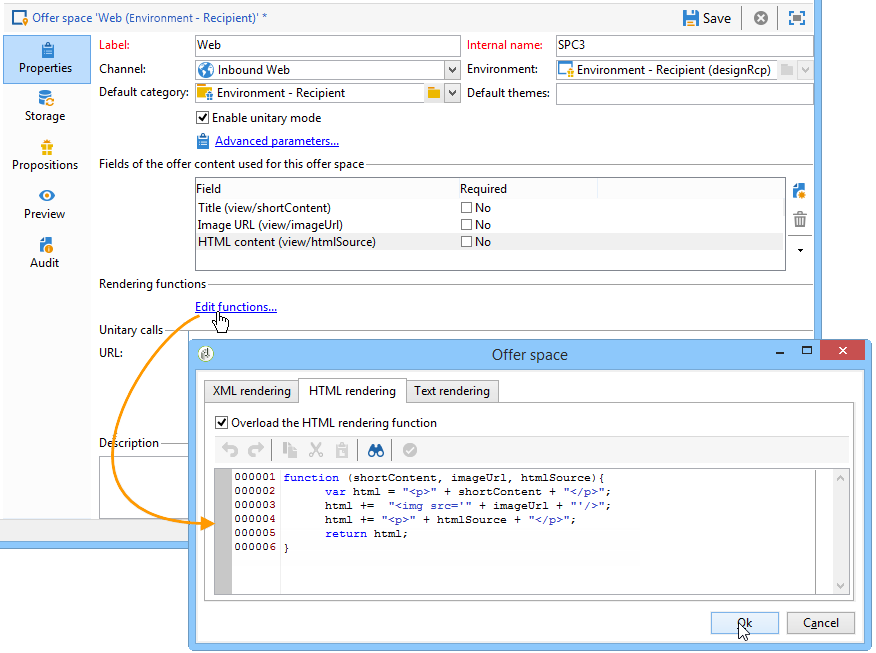 Offer space 'Web (Environment - Recipient)' *
Save
Properties
Storage
Propositions
Preview
Audit
Label: Web Internal name: SPC3
Channel: Inbound Web Environment: Environment - Recipient (designRcp)
Default category: Environment - Recipient Default themes:
Enable unitary mode
Advanced parameters...
Fields of the offer content used for this offer space
Field Required
Title (view/shortContent) No
Image URL (view/imageUrl) No
HTML content (view/htmlSource) No
Rendering functions
Edit functions...
Unitary calls
URL:
Description
Offer space
XML rendering HTML rendering Text rendering
Overload the HTML rendering function
000001 function (shortContent, imageUrl, htmlSource){
000002 var html = "<p>" + shortContent + "</p>";
000003 html += "<img src='" + imageUrl + "'/>";
000004 html += "<p>" + htmlSource + "</p>";
000005 return html;
000006 }
Ok Cancel